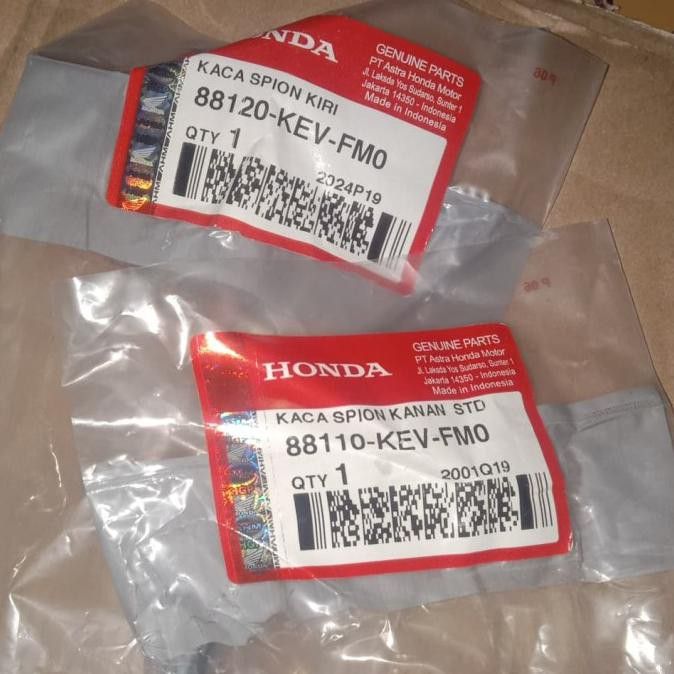 HONDA
GENUINE PARTS
PT Astra Honda Motor
Jl. Laksda Yos Sudarso, Sunter 1
Jakarta 14350 - Indonesia
Made in Indonesia
KACA SPION KIRI
88120-KEV-FM0
QTY 1
2024P19
P 06
P 06
HONDA
GENUINE PARTS
PT Astra Honda Motor
Jl. Laksda Yos Sudarso, Sunter 1
Jakarta 14350 - Indonesia
Made in Indonesia
KACA SPION KANAN STD
88110-KEV-FM0
QTY 1
2001Q19